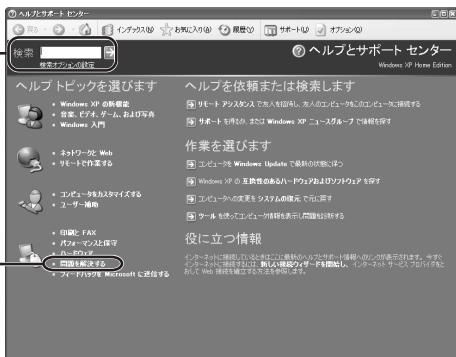 ヘルプとサポート センター
戻る
インデックス(N)
お気に入り(A)
履歴(Y)
サポート(U)
オプション(O)
検索
検索オプションの設定
ヘルプとサポート センター
Windows XP Home Edition
ヘルプ トピックを選びます
Windows XP の新機能
音楽、ビデオ、ゲーム、および写真
Windows 入門
ネットワークと Web
リモートで作業する
コンピュータをカスタマイズする
ユーザー補助
印刷と FAX
パフォーマンスと保守
ハードウェア
問題を解決する
フィードバックを Microsoft に送信する
ヘルプを依頼または検索します
リモート アシスタンス で友人を招待し、友人のコンピュータをこのコンピュータに接続する
サポート を得るか、または Windows XP ニュースグループ で情報を探す
作業を選びます
コンピュータを Windows Update で最新の状態に保つ
Windows XP の 互換性のあるハードウェアおよびソフトウェア を探す
コンピュータへの変更を システムの復元 で元に戻す
ツール を使ってコンピュータ情報を表示し問題を診断する
役に立つ情報
インターネットに接続しているときはここに最新のヘルプとサポート情報へのリンクが表示されます。今すぐ
インターネットに接続するには、新しい接続ウィザードを開始し、インターネット サービス プロバイダをと
おして Web 接続を確立する方法を参照します。